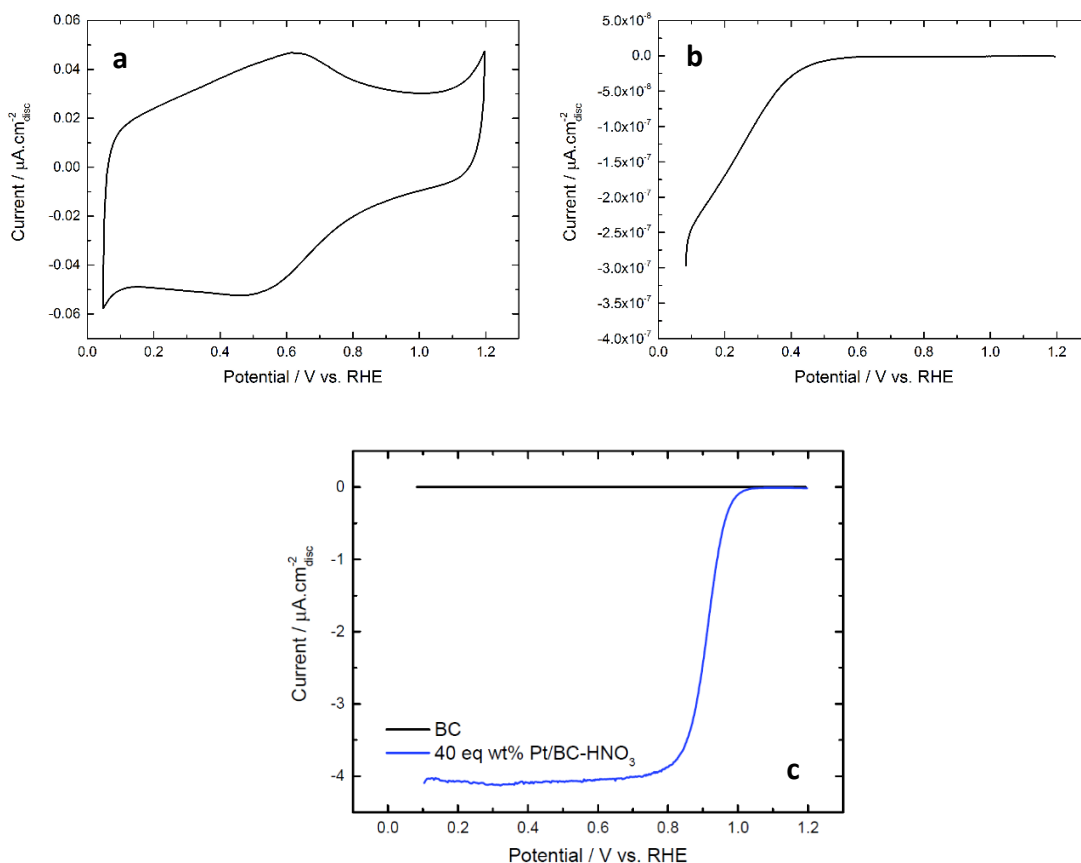 a
0.06
0.04
0.02
0.00
-0.02
-0.04
-0.06
Current / μA.cm⁻²disc
0.0 0.2 0.4 0.6 0.8 1.0 1.2
Potential / V vs. RHE
b
5.0x10⁻⁸
0.0
-5.0x10⁻⁸
-1.0x10⁻⁷
-1.5x10⁻⁷
-2.0x10⁻⁷
-2.5x10⁻⁷
-3.0x10⁻⁷
-3.5x10⁻⁷
-4.0x10⁻⁷
Current / μA.cm⁻²disc
0.0 0.2 0.4 0.6 0.8 1.0 1.2
Potential / V vs. RHE
0
-1
-2
-3
-4
Current / μA.cm⁻²disc
BC
40 eq wt% Pt/BC-HNO₃
c
0.0 0.2 0.4 0.6 0.8 1.0 1.2
Potential / V vs. RHE